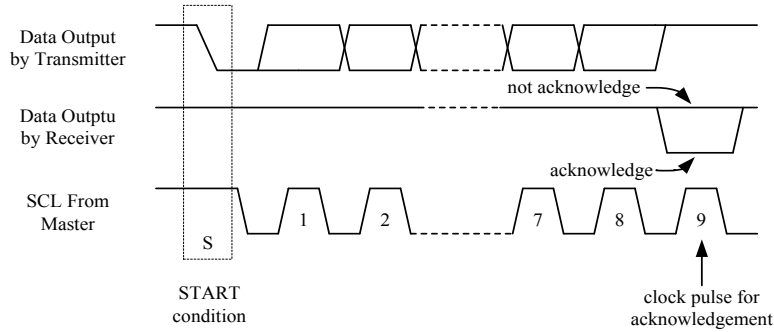 Data Output
by Transmitter
not acknowledge
Data Outptu
by Receiver
acknowledge
SCL From
Master
1
2
7
8
9
S
START
condition
clock pulse for
acknowledgement